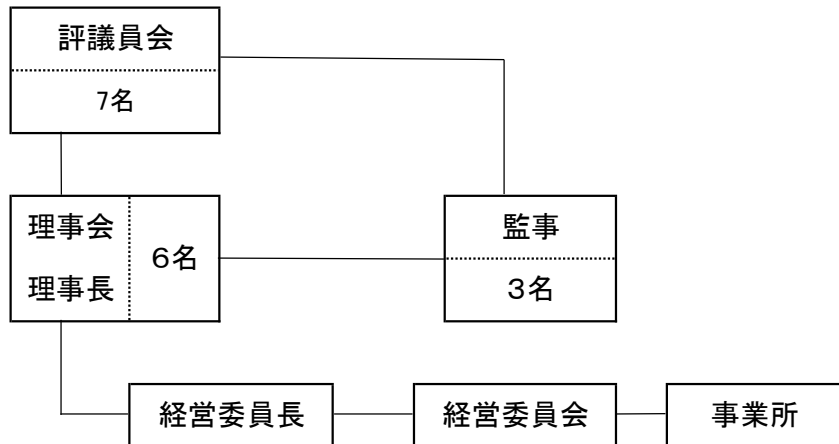 評議員会
7名
理事会
理事長
６名
監事
３名
経営委員長
経営委員会
事業所